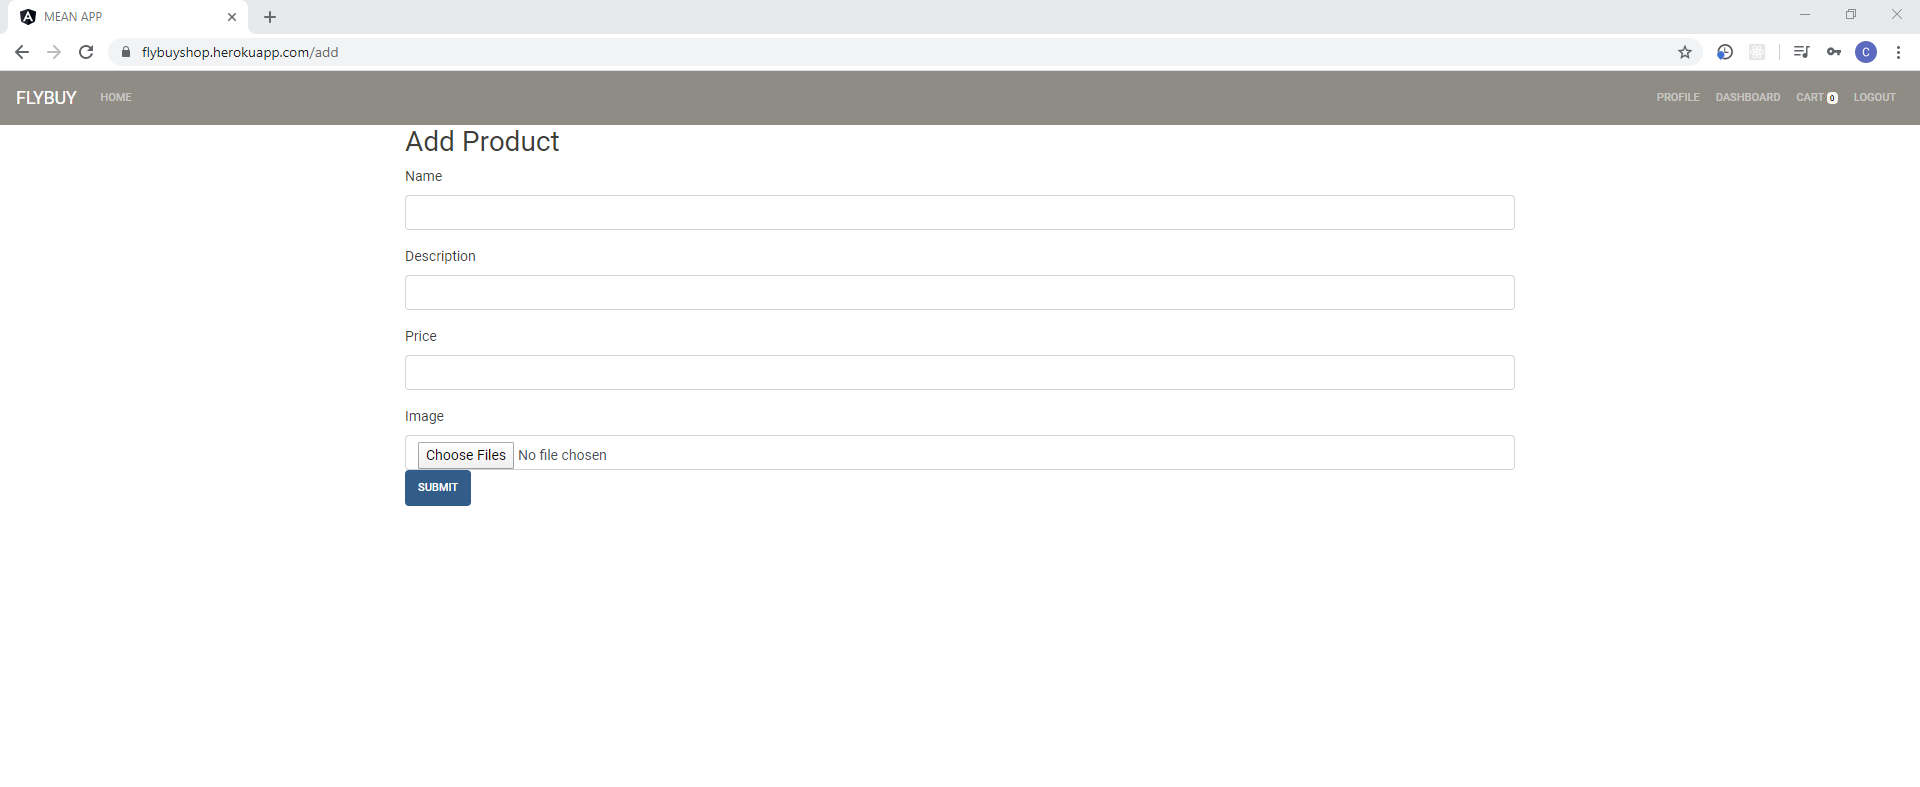 MEAN APP
flybuyshop.herokuapp.com/add
C
FLYBUY HOME PROFILE DASHBOARD CART 0 LOGOUT
Add Product
Name
Description
Price
Image
Choose Files No file chosen
SUBMIT